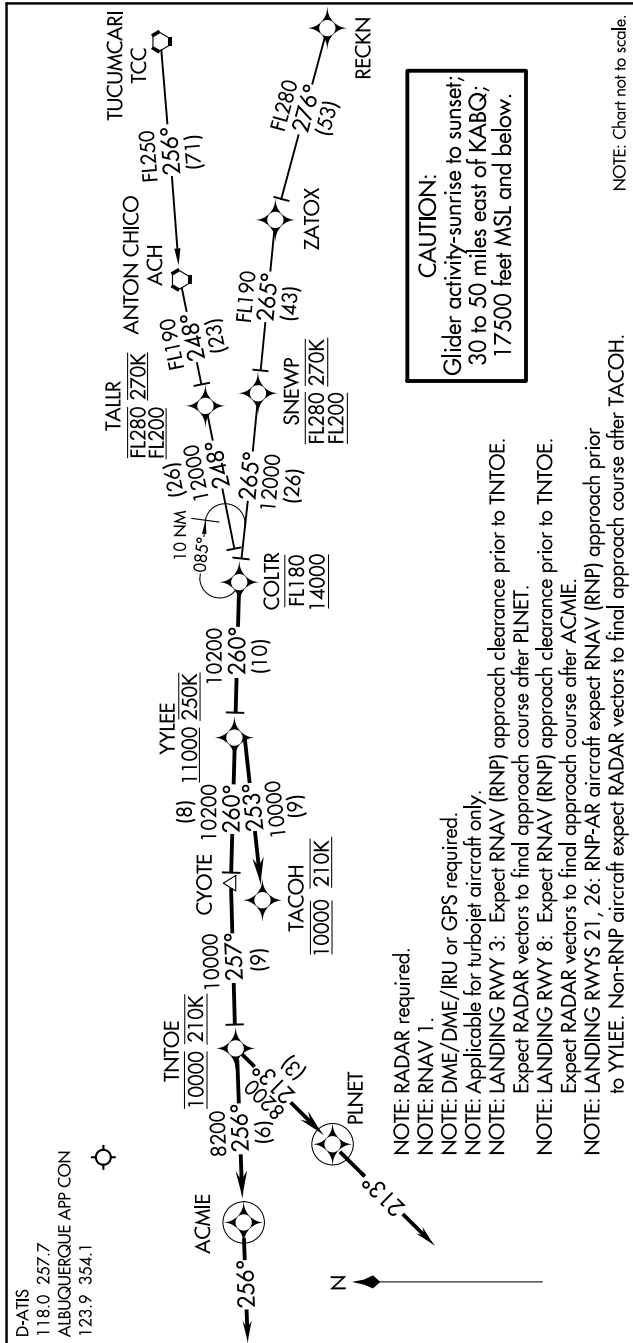 D-ATIS
118.0 257.7
ALBUQUERQUE APP CON
123.9 354.1
TUCUMCARI
TCC
FL250
256°
(71)
ANTON CHICO
ACH
FL190
248°
(23)
TALLR
FL280 270K
FL200
(26)
12000
248°
RECKN
FL280
276°
(53)
ZATOX
FL190
265°
(43)
SNEWP
FL280 270K
FL200
265°
12000
(26)
10 NM
085°
COLTR
FL180
14000
10200
260°
(10)
YYLEE
11000 250K
(8)
10200
260°
253°
10000
(9)
CYOTE
TACOH
10000 210K
10000
257°
(9)
TNTOE
10000 210K
8200
256°
(6)
8200
213°
(3)
ACMIE
256°
PLNET
213°
N
CAUTION:
Glider activity-sunrise to sunset;
30 to 50 miles east of KABQ;
17500 feet MSL and below.
NOTE: RADAR required.
NOTE: RNAV 1.
NOTE: DME/DME/IRU or GPS required.
NOTE: Applicable for turbojet aircraft only.
NOTE: LANDING RWY 3: Expect RNAV (RNP) approach clearance prior to TNTOE.
Expect RADAR vectors to final approach course after PLNET.
NOTE: LANDING RWY 8: Expect RNAV (RNP) approach clearance prior to TNTOE.
Expect RADAR vectors to final approach course after ACMIE.
NOTE: LANDING RWYS 21, 26: RNP-AR aircraft expect RNAV (RNP) approach prior
to YYLEE. Non-RNP aircraft expect RADAR vectors to final approach course after TACOH.
NOTE: Chart not to scale.